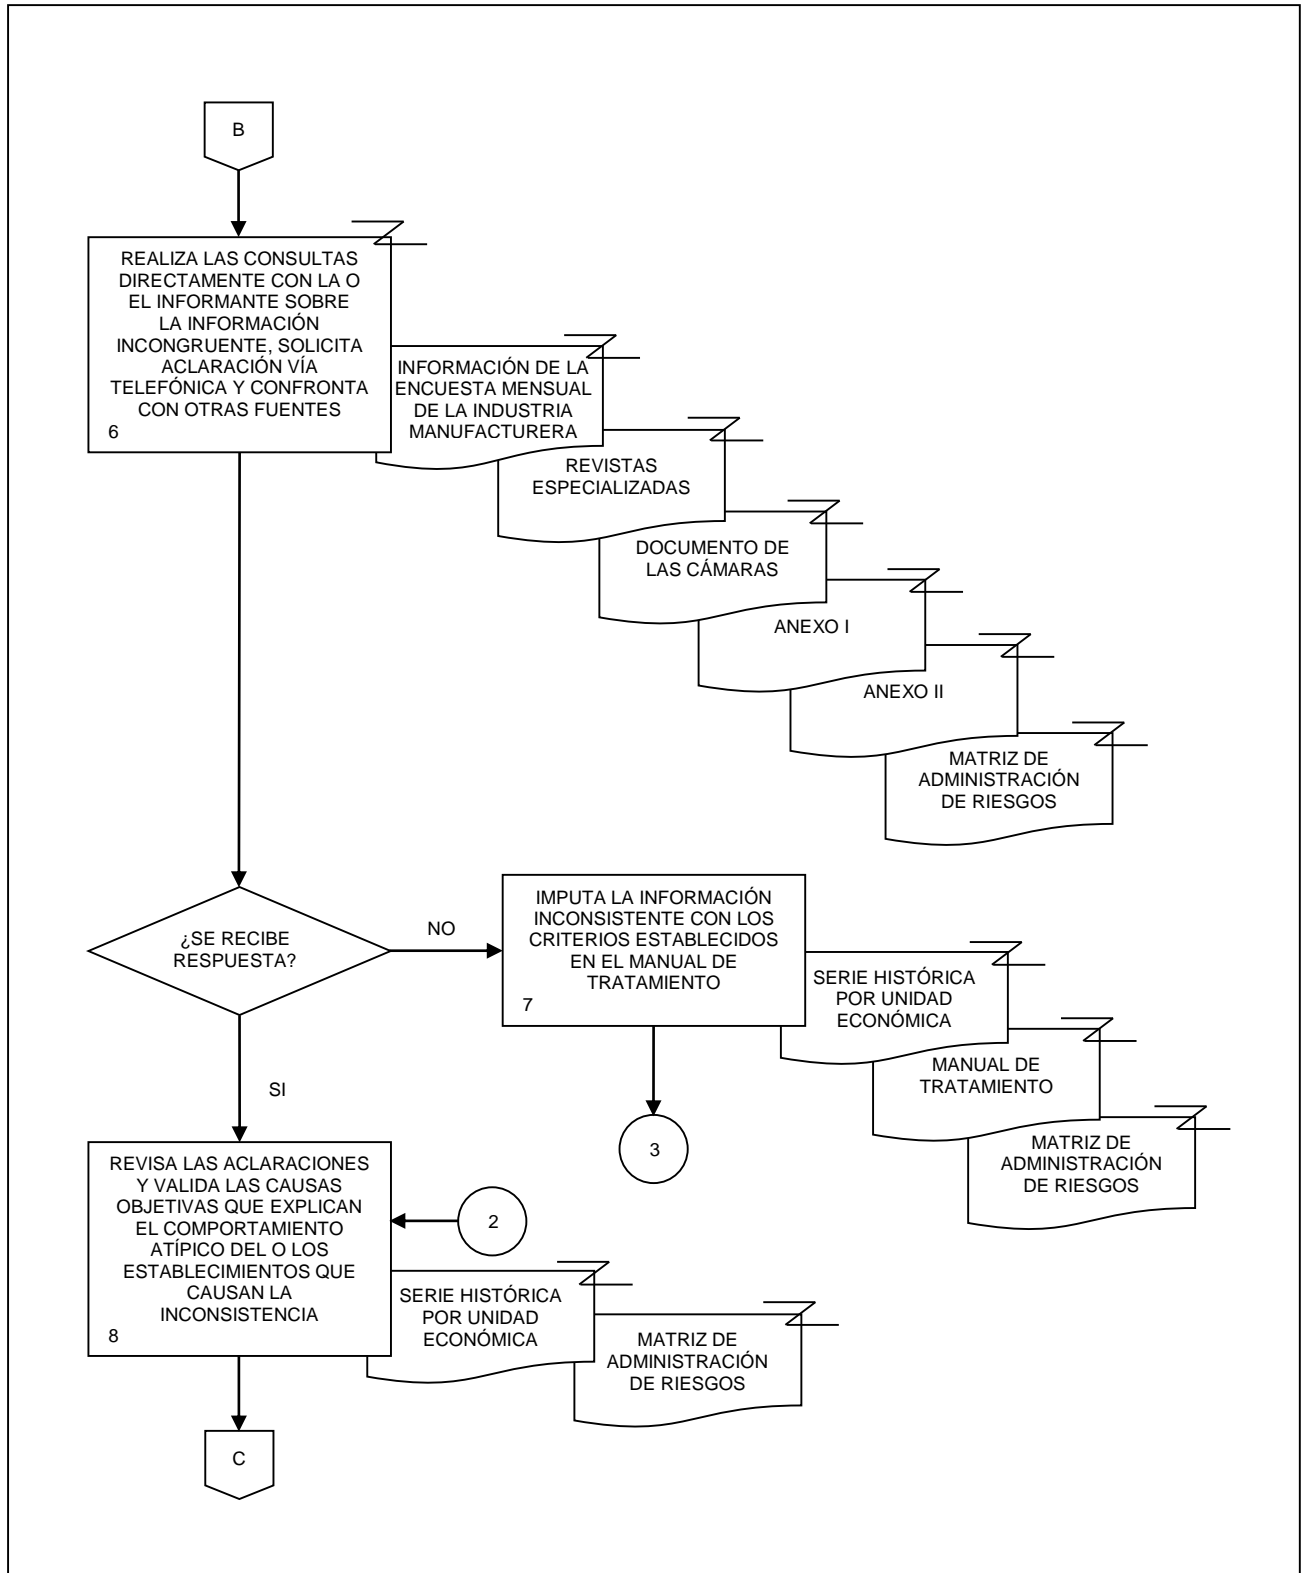 B
REALIZA LAS CONSULTAS
DIRECTAMENTE CON LA O
EL INFORMANTE SOBRE
LA INFORMACIÓN
INCONGRUENTE, SOLICITA
ACLARACIÓN VÍA
TELEFÓNICA Y CONFRONTA
CON OTRAS FUENTES
6
INFORMACIÓN DE LA
ENCUESTA MENSUAL
DE LA INDUSTRIA
MANUFACTURERA
REVISTAS
ESPECIALIZADAS
DOCUMENTO DE
LAS CÁMARAS
ANEXO I
ANEXO II
MATRIZ DE
ADMINISTRACIÓN
DE RIESGOS
¿SE RECIBE
RESPUESTA?
NO
IMPUTA LA INFORMACIÓN
INCONSISTENTE CON LOS
CRITERIOS ESTABLECIDOS
EN EL MANUAL DE
TRATAMIENTO
7
SERIE HISTÓRICA
POR UNIDAD
ECONÓMICA
MANUAL DE
TRATAMIENTO
MATRIZ DE
ADMINISTRACIÓN
DE RIESGOS
3
SI
REVISA LAS ACLARACIONES
Y VALIDA LAS CAUSAS
OBJETIVAS QUE EXPLICAN
EL COMPORTAMIENTO
ATÍPICO DEL O LOS
ESTABLECIMIENTOS QUE
CAUSAN LA
INCONSISTENCIA
8
2
SERIE HISTÓRICA
POR UNIDAD
ECONÓMICA
MATRIZ DE
ADMINISTRACIÓN
DE RIESGOS
C